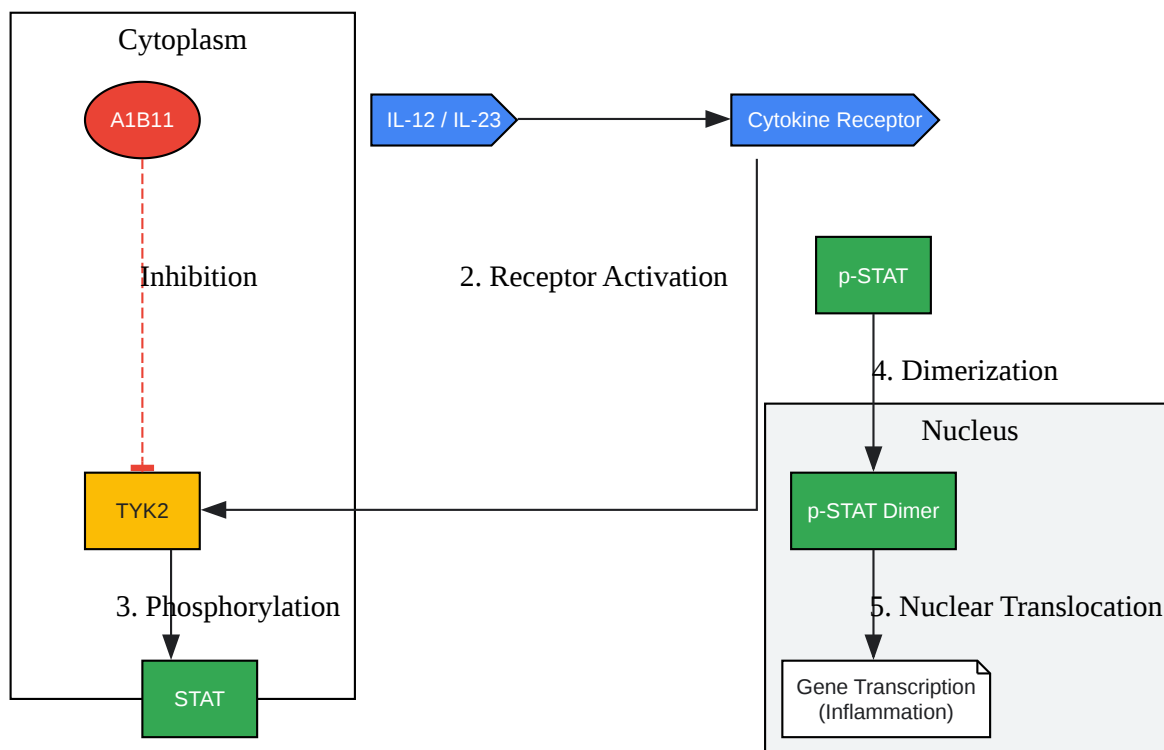 Cytoplasm
A1B11
IL-12 / IL-23
Cytokine Receptor
Inhibition
2. Receptor Activation
p-STAT
4. Dimerization
Nucleus
TYK2
p-STAT Dimer
3. Phosphorylation
5. Nuclear Translocation
STAT
Gene Transcription
(Inflammation)